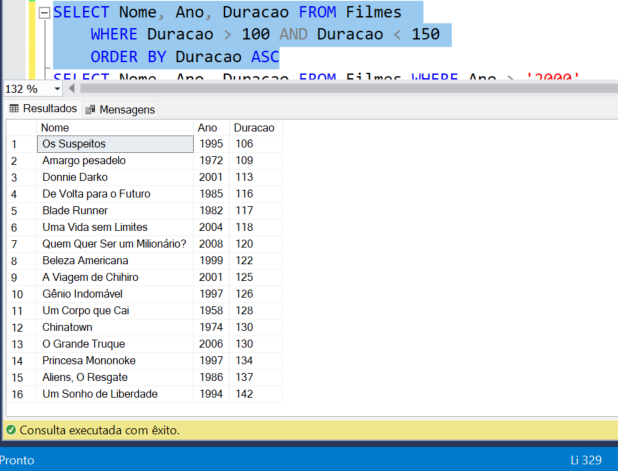 SELECT Nome, Ano, Duracao FROM Filmes
WHERE Duracao > 100 AND Duracao < 150
ORDER BY Duracao ASC
SELECT Nome, Ano, Duracao FROM Filmes WHERE Ano > '2000'
132 %
Resultados Mensagens
Nome Ano Duracao
1 Os Suspeitos 1995 106
2 Amargo pesadelo 1972 109
3 Donnie Darko 2001 113
4 De Volta para o Futuro 1985 116
5 Blade Runner 1982 117
6 Uma Vida sem Limites 2004 118
7 Quem Quer Ser um Milionário? 2008 120
8 Beleza Americana 1999 122
9 A Viagem de Chihiro 2001 125
10 Gênio Indomável 1997 126
11 Um Corpo que Cai 1958 128
12 Chinatown 1974 130
13 O Grande Truque 2006 130
14 Princesa Mononoke 1997 134
15 Aliens, O Resgate 1986 137
16 Um Sonho de Liberdade 1994 142
Consulta executada com êxito.
Pronto Li 329